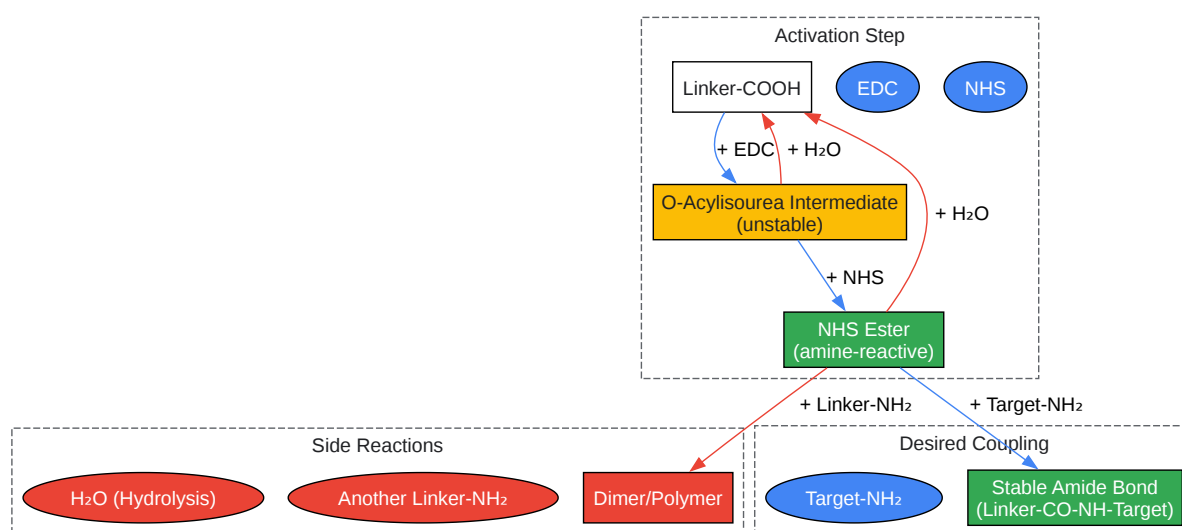 Activation Step
Linker-COOH
EDC
NHS
+ EDC
+ H₂O
O-Acylisourea Intermediate
(unstable)
+ H₂O
+ NHS
NHS Ester
(amine-reactive)
+ Linker-NH₂
+ Target-NH₂
Side Reactions
Desired Coupling
H₂O (Hydrolysis)
Another Linker-NH₂
Dimer/Polymer
Target-NH₂
Stable Amide Bond
(Linker-CO-NH-Target)